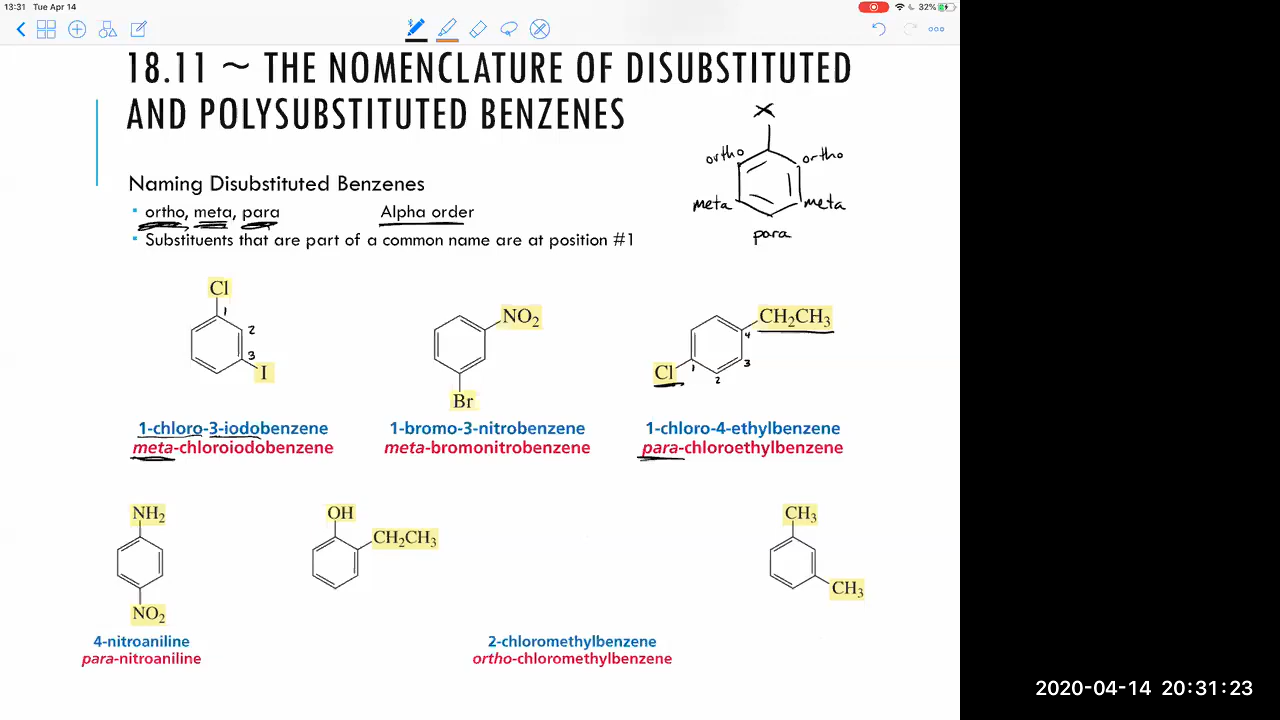 13:31 Tue Apr 14
32%
18.11 ~ THE NOMENCLATURE OF DISUBSTITUTED
AND POLYSUBSTITUTED BENZENES
X
ortho ortho
meta meta
para
Naming Disubstituted Benzenes
ortho, meta, para Alpha order
Substituents that are part of a common name are at position #1
Cl
1
2
3
I
NO2
Br
CH2CH3
4
Cl 1
2
3
1-chloro-3-iodobenzene
meta-chloroiodobenzene
1-bromo-3-nitrobenzene
meta-bromonitrobenzene
1-chloro-4-ethylbenzene
para-chloroethylbenzene
NH2
NO2
OH
CH2CH3
CH3
CH3
4-nitroaniline
para-nitroaniline
2-chloromethylbenzene
ortho-chloromethylbenzene
2020-04-14 20:31:23